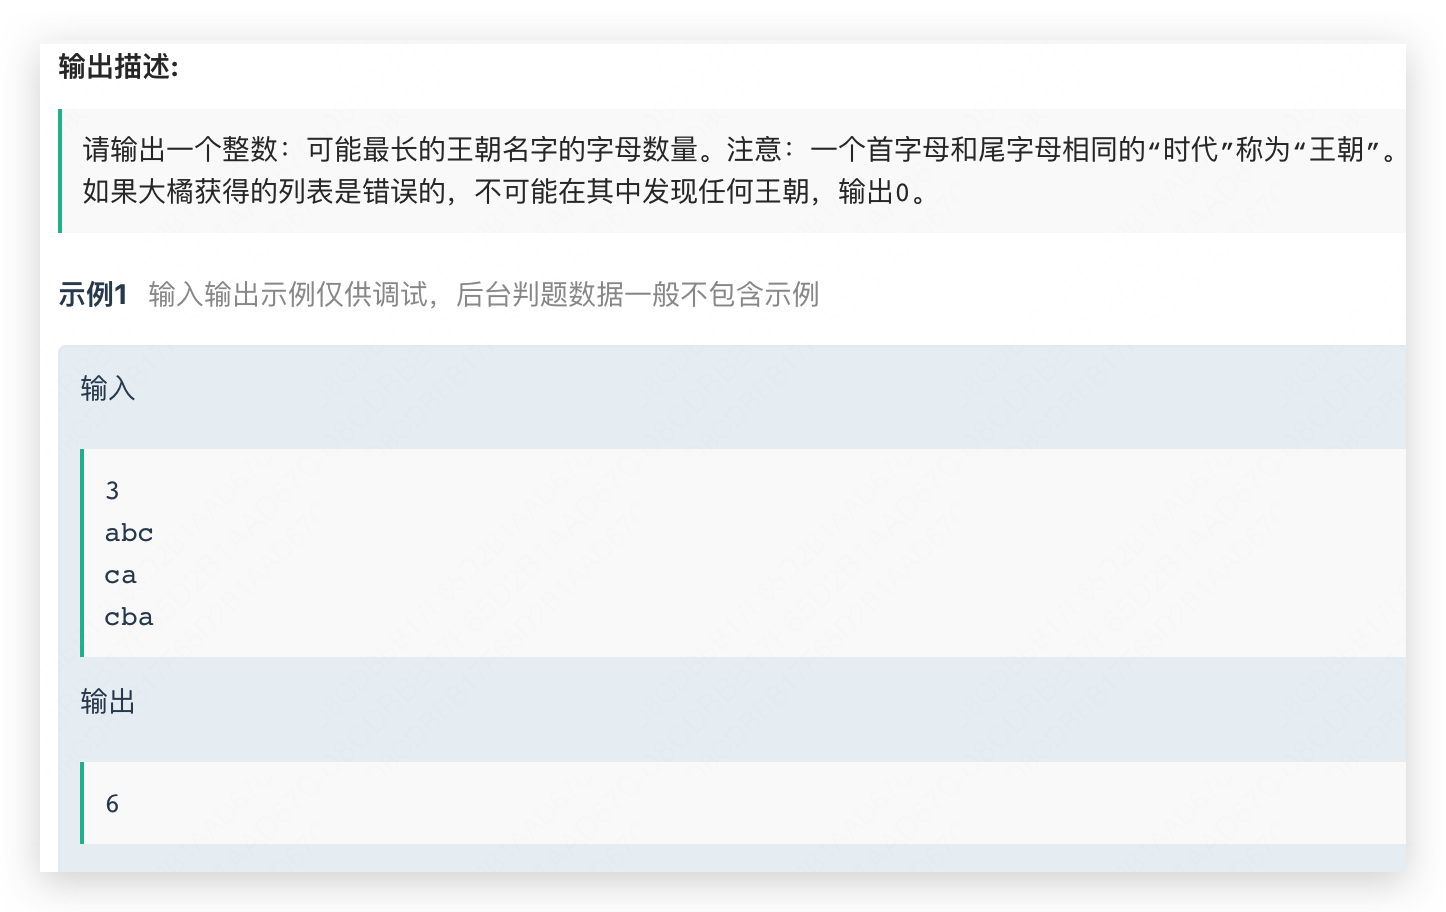 输出描述:
请输出一个整数：可能最长的王朝名字的字母数量。注意：一个首字母和尾字母相同的“时代”称为“王朝”。
如果大橘获得的列表是错误的，不可能在其中发现任何王朝，输出0。
示例1 输入输出示例仅供调试，后台判题数据一般不包含示例
输入
3
abc
ca
cba
输出
6